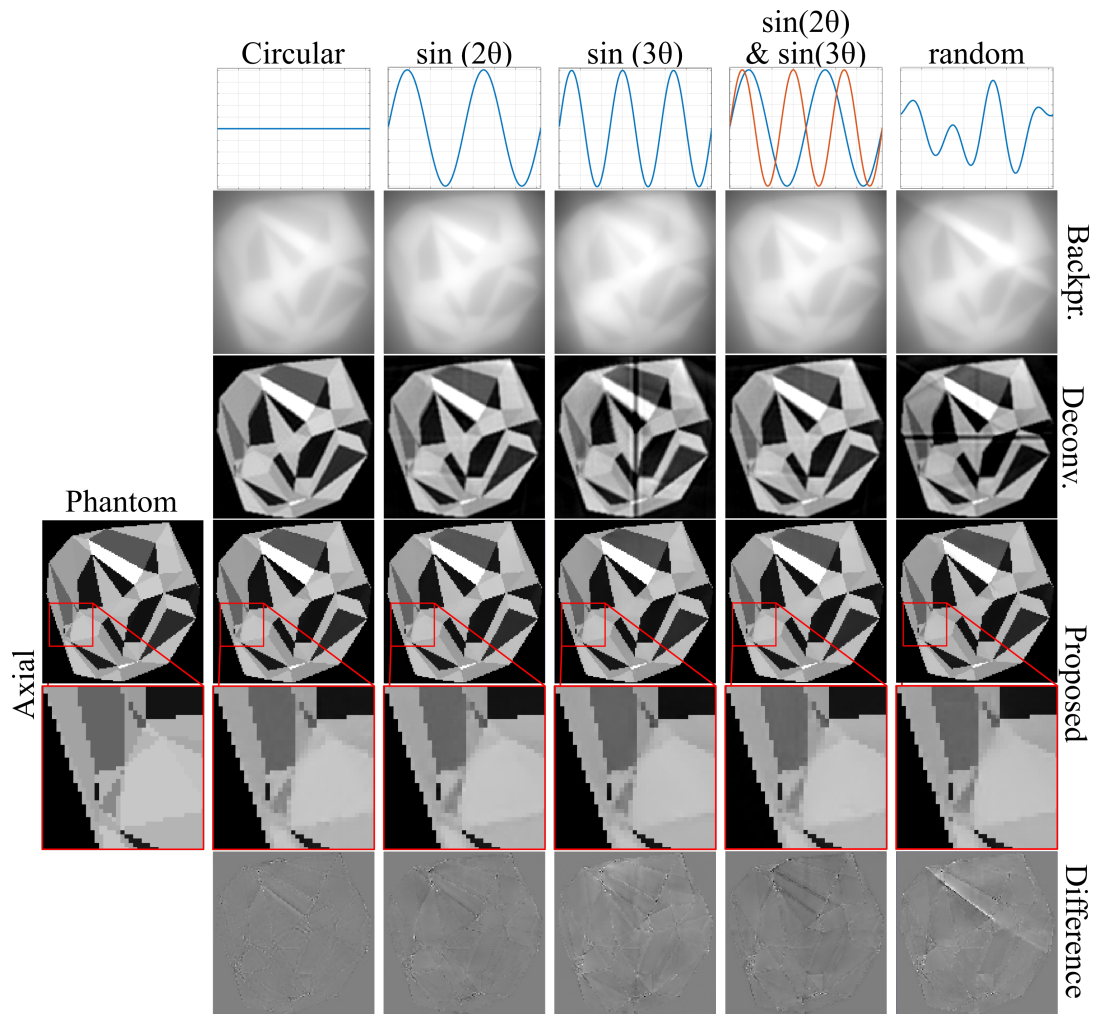 Circular
sin (2θ)
sin (3θ)
sin(2θ)
& sin(3θ)
random
Backpr.
Deconv.
Phantom
Axial
Proposed
Difference